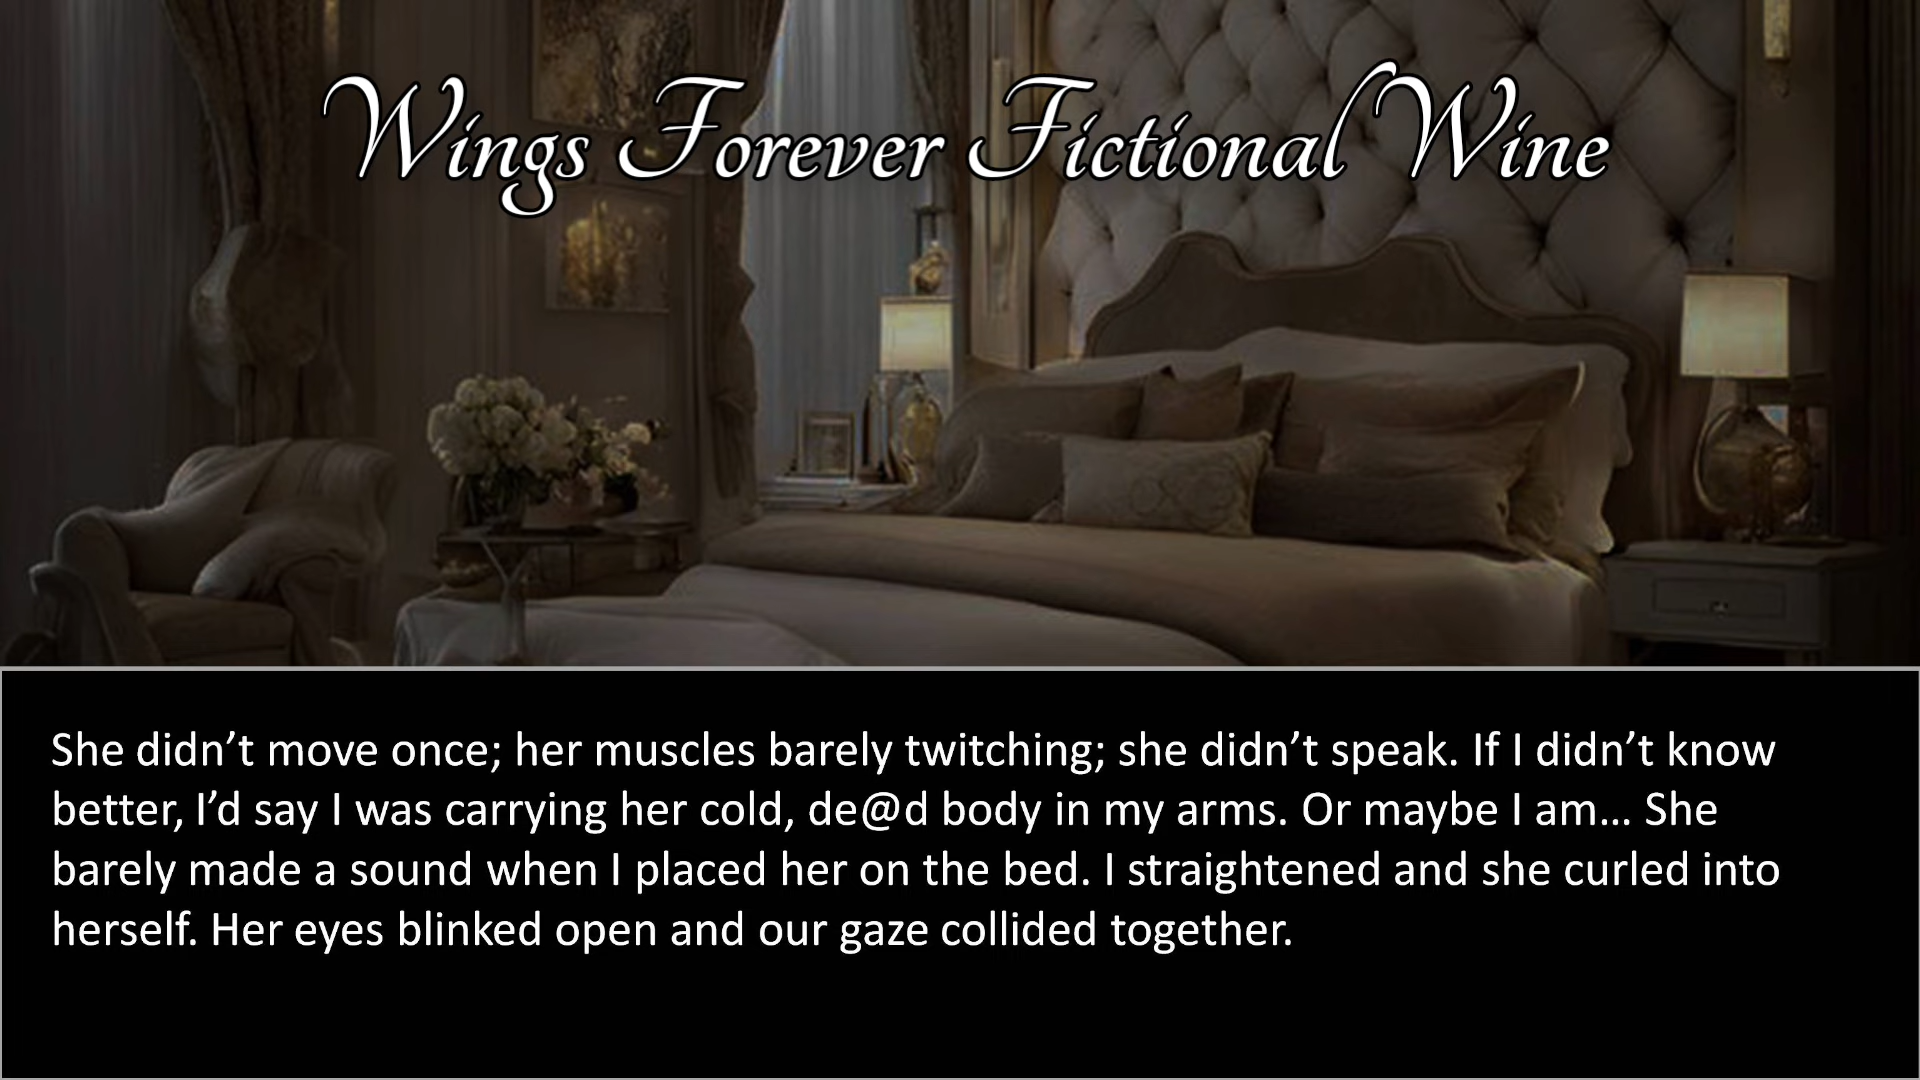 Wings Forever Fictional Wine
She didn’t move once; her muscles barely twitching; she didn’t speak. If I didn’t know
better, I’d say I was carrying her cold, de@d body in my arms. Or maybe I am… She
barely made a sound when I placed her on the bed. I straightened and she curled into
herself. Her eyes blinked open and our gaze collided together.